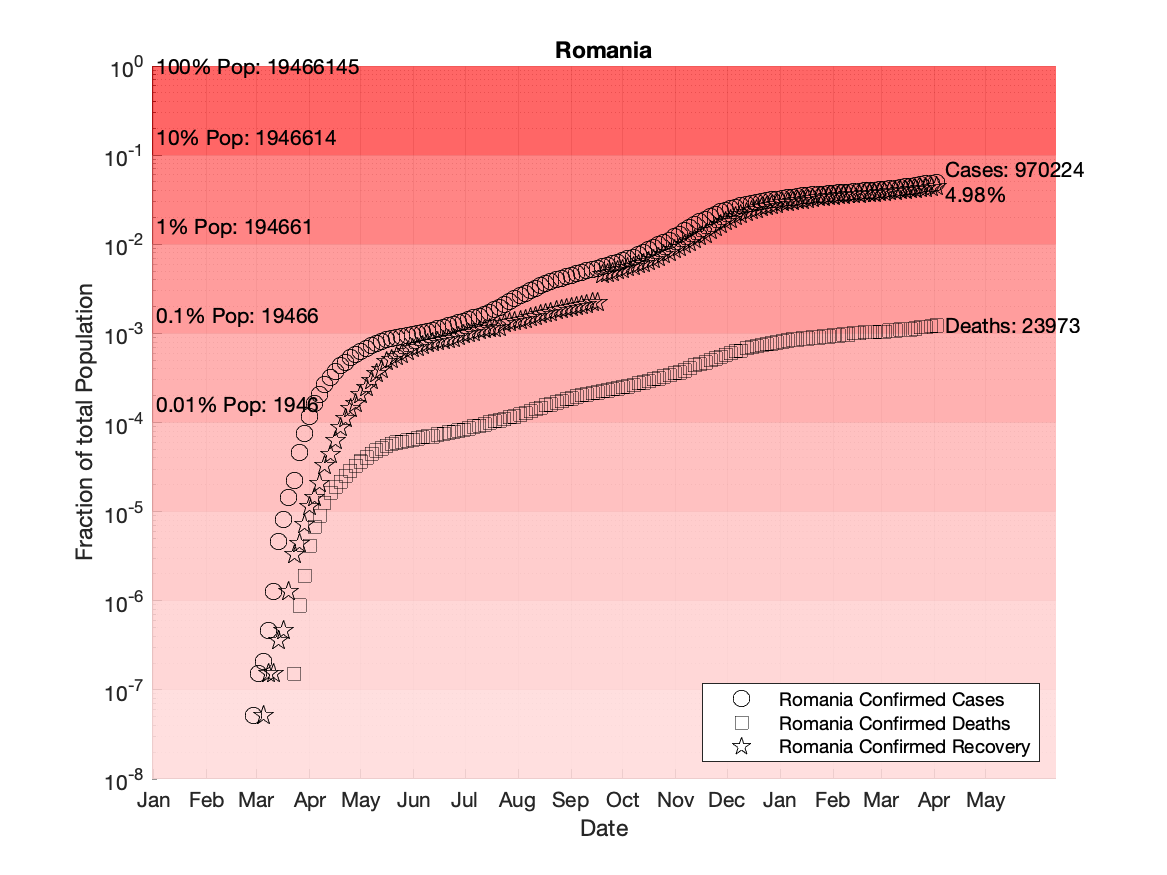 Romania
10^0
100% Pop: 19466145
10% Pop: 1946614
10^-1
Cases: 970224
4.98%
1% Pop: 194661
10^-2
0.1% Pop: 19466
10^-3
Deaths: 23973
0.01% Pop: 1946
10^-4
10^-5
10^-6
10^-7
10^-8
Fraction of total Population
Romania Confirmed Cases
Romania Confirmed Deaths
Romania Confirmed Recovery
Jan Feb Mar Apr May Jun Jul Aug Sep Oct Nov Dec Jan Feb Mar Apr May
Date